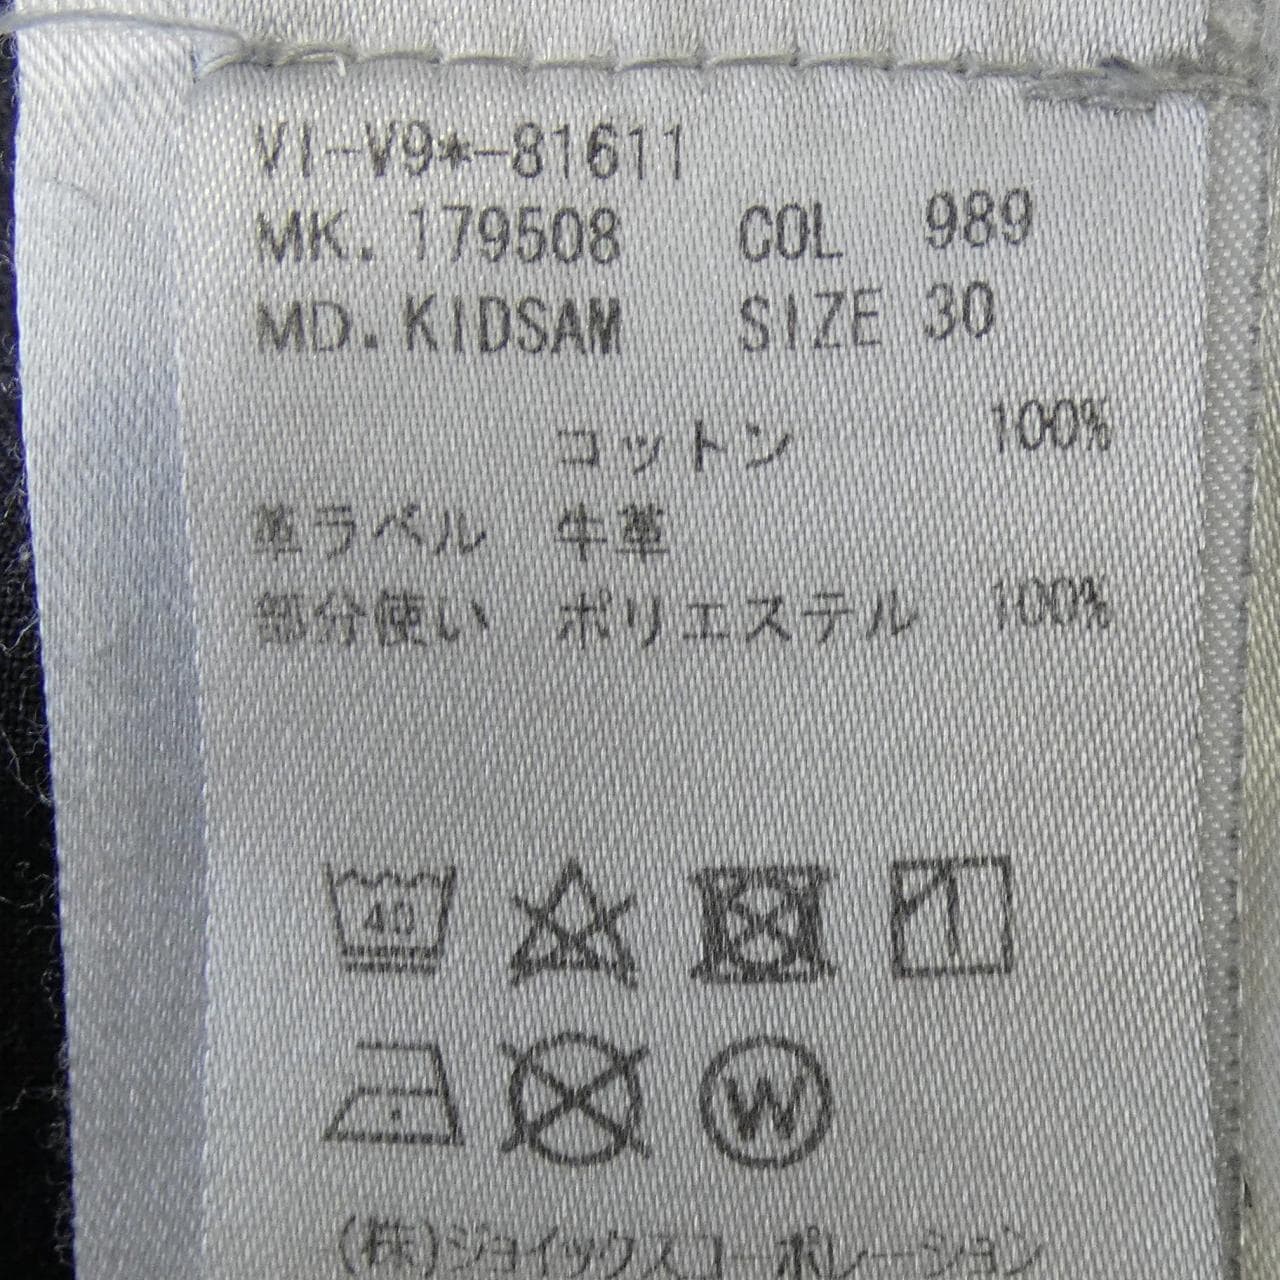 VI-V9*-81611
MK. 179508 COL 989
MD. KIDSAM SIZE 30
コットン 100%
革ラベル 牛革
部分使い ポリエステル 100%
40
W
(株)ジョイックスコーポレーション